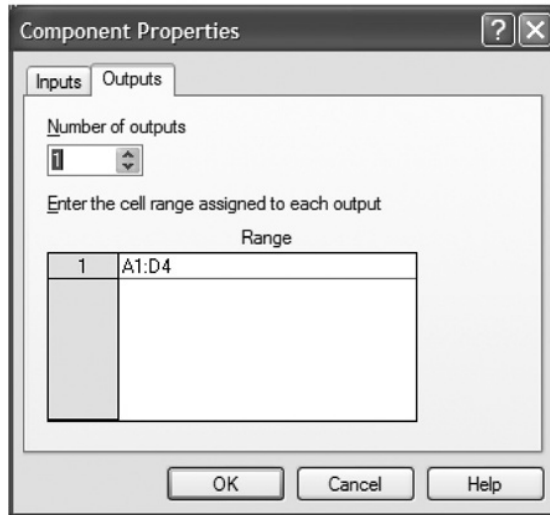 Component Properties
Inputs Outputs
Number of outputs
1
Enter the cell range assigned to each output
Range
1 A1:D4
OK Cancel Help